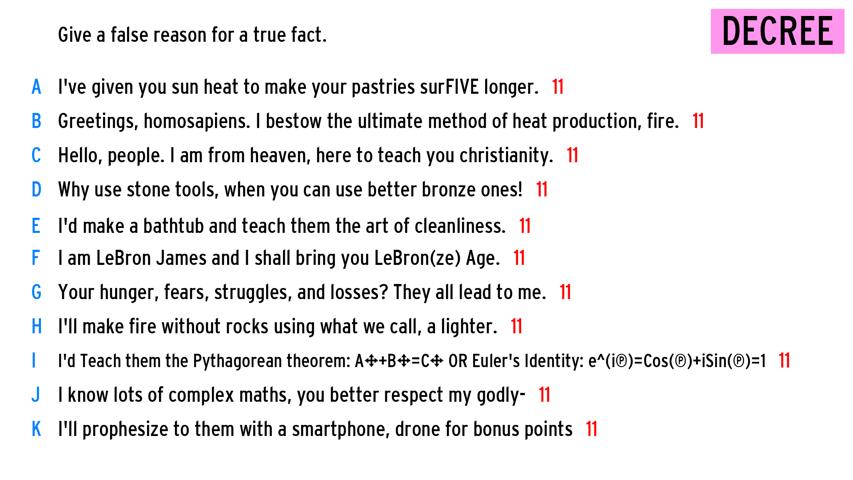 Give a false reason for a true fact.
DECREE
A I've given you sun heat to make your pastries surFIVE longer. 11
B Greetings, homosapiens. I bestow the ultimate method of heat production, fire. 11
C Hello, people. I am from heaven, here to teach you christianity. 11
D Why use stone tools, when you can use better bronze ones! 11
E I'd make a bathtub and teach them the art of cleanliness. 11
F I am LeBron James and I shall bring you LeBron(ze) Age. 11
G Your hunger, fears, struggles, and losses? They all lead to me. 11
H I'll make fire without rocks using what we call, a lighter. 11
I I'd Teach them the Pythagorean theorem: A✢+B✢=C✢ OR Euler's Identity: e^(i℗)=Cos(℗)+iSin(℗)=1 11
J I know lots of complex maths, you better respect my godly- 11
K I'll prophesize to them with a smartphone, drone for bonus points 11